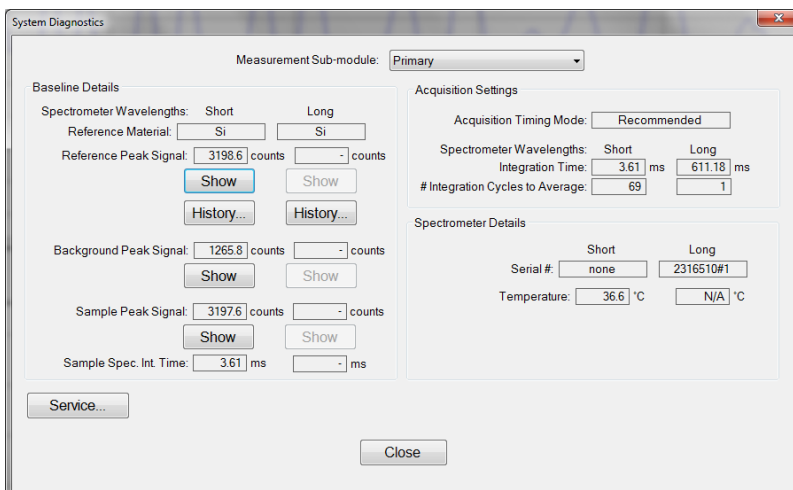 System Diagnostics
x
Measurement Sub-module: Primary
Baseline Details
Spectrometer Wavelengths: Short Long
Reference Material: Si Si
Reference Peak Signal: 3198.6 counts - counts
Show Show
History... History...
Background Peak Signal: 1265.8 counts - counts
Show Show
Sample Peak Signal: 3197.6 counts - counts
Show Show
Sample Spec. Int. Time: 3.61 ms - ms
Acquisition Settings
Acquisition Timing Mode: Recommended
Spectrometer Wavelengths: Short Long
Integration Time: 3.61 ms 611.18 ms
# Integration Cycles to Average: 69 1
Spectrometer Details
Short Long
Serial #: none 2316510#1
Temperature: 36.6 °C N/A °C
Service...
Close